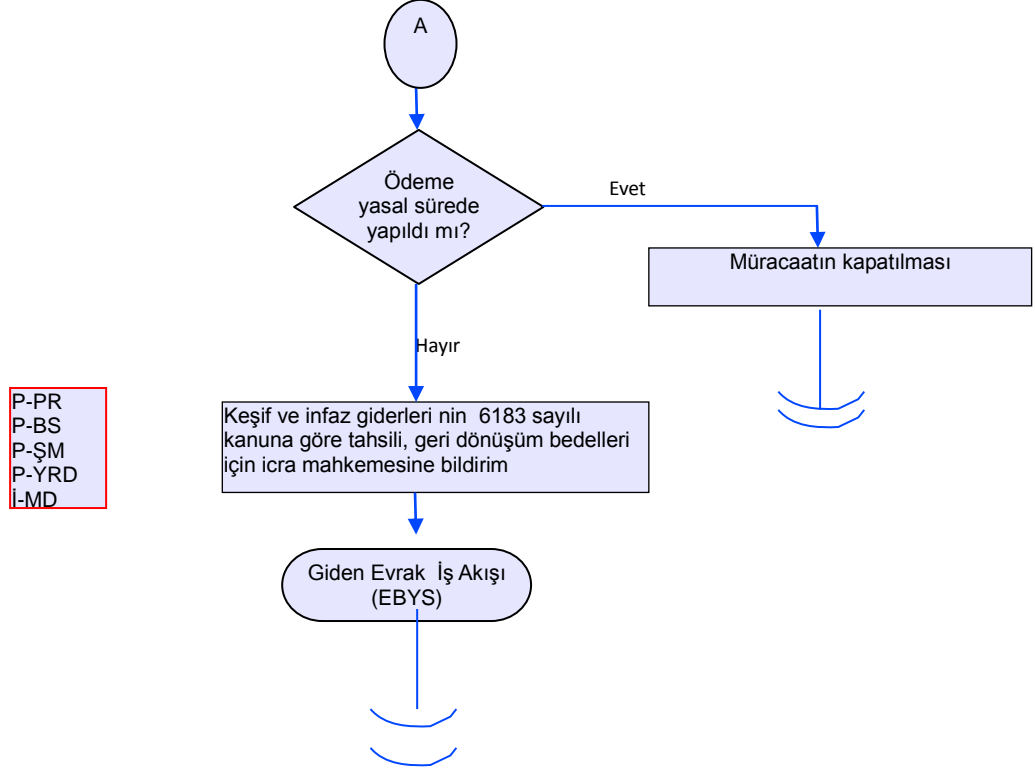 A
Ödeme
yasal sürede
yapıldı mı?
Evet
Müracaatın kapatılması
Hayır
P-PR
P-BS
P-ŞM
P-YRD
İ-MD
Keşif ve infaz giderleri nin 6183 sayılı
kanuna göre tahsili, geri dönüşüm bedelleri
için icra mahkemesine bildirim
Giden Evrak İş Akışı
(EBYS)